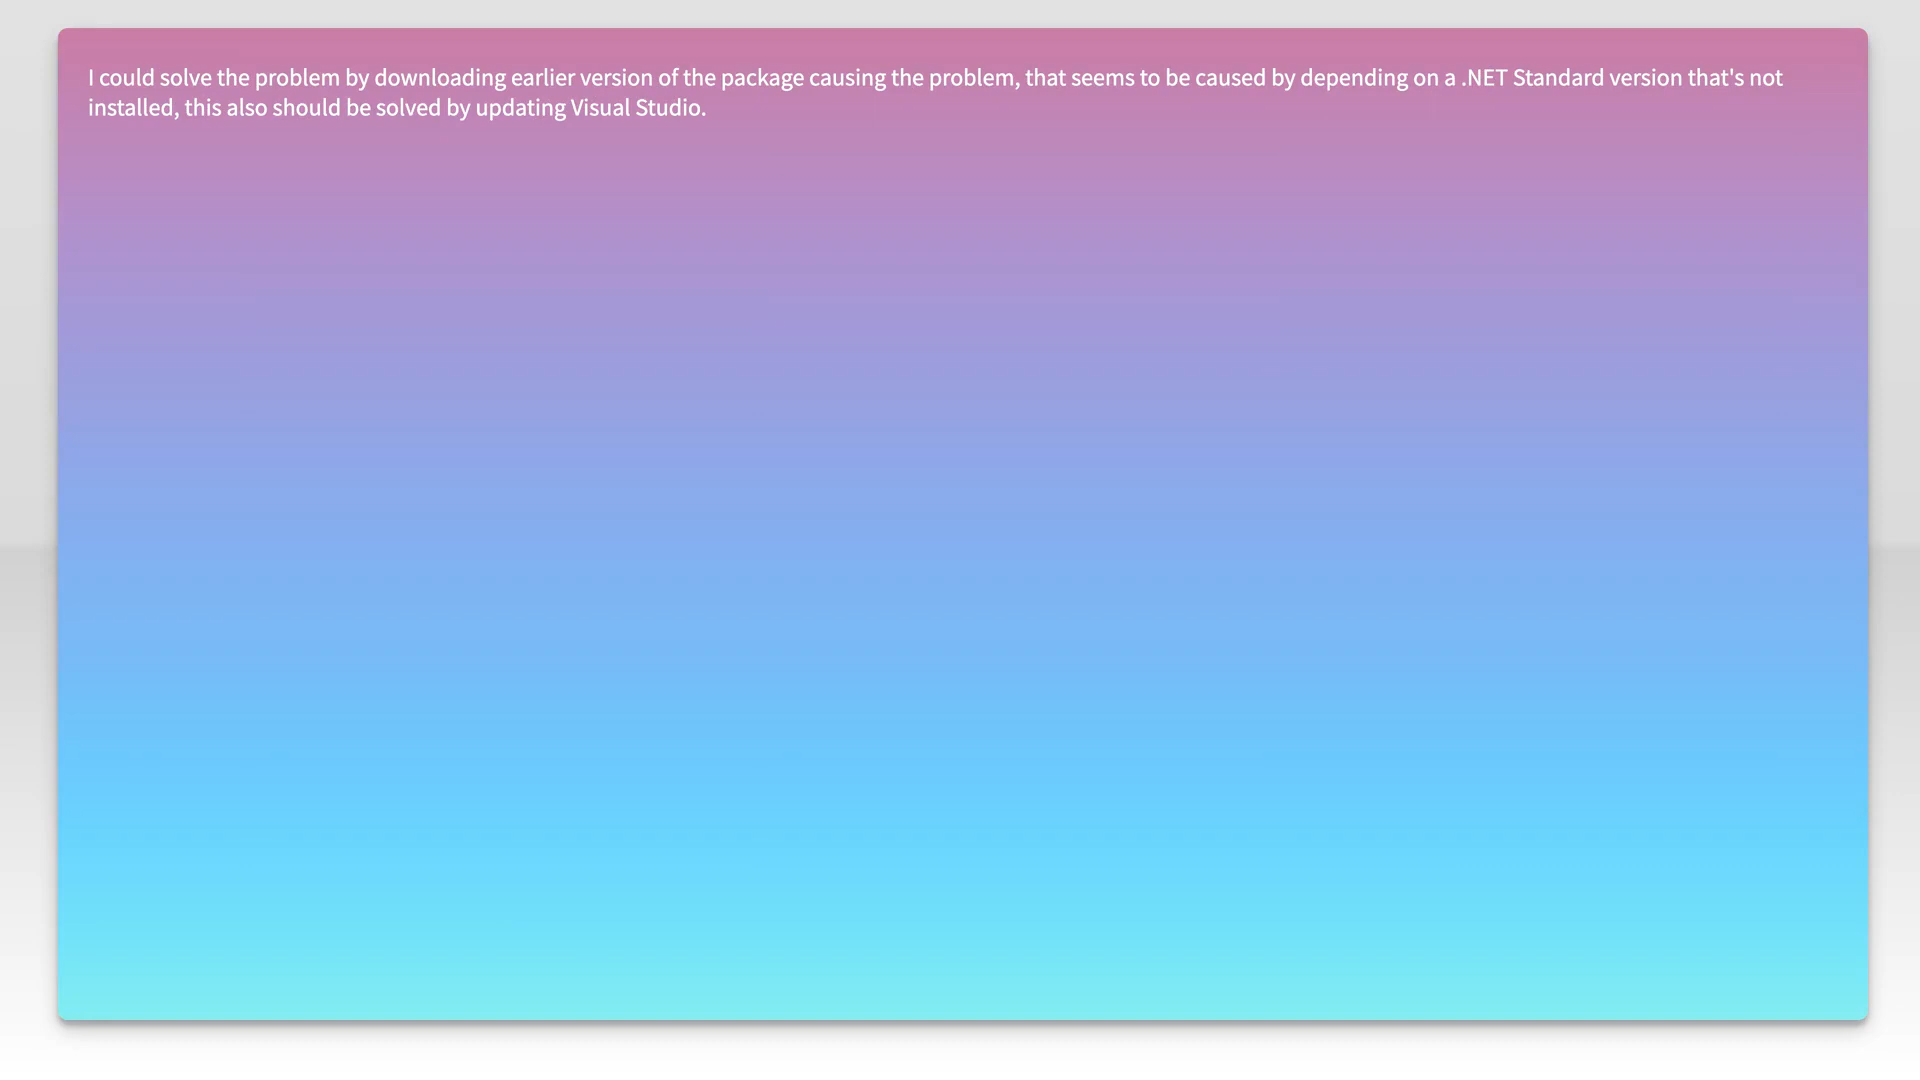 I could solve the problem by downloading earlier version of the package causing the problem, that seems to be caused by depending on a .NET Standard version that's not
installed, this also should be solved by updating Visual Studio.